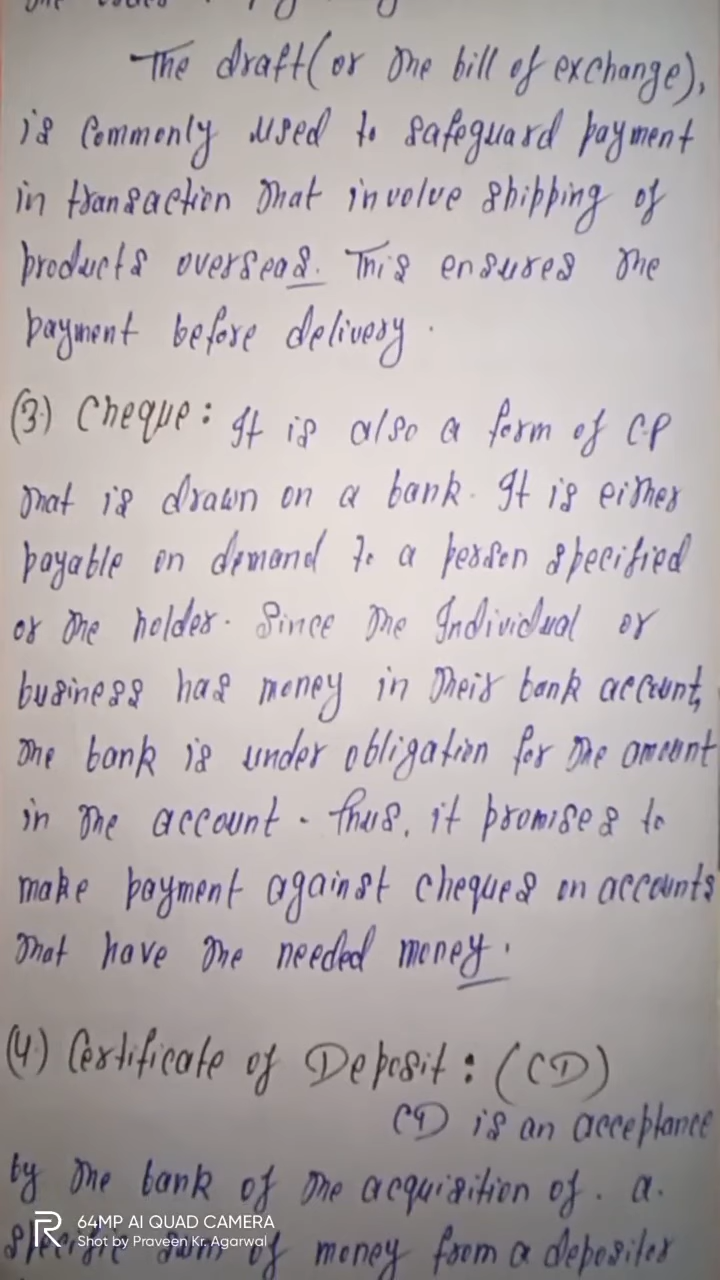 The draft (or the bill of exchange),
is commonly used to safeguard payment
in transaction that involve shipping of
products overseas. This ensures the
payment before delivery.
(3.) Cheque: It is also a form of C.P
that is drawn on a bank. It is either
payable on demand to a person specified
or the holder. Since the Individual or
business has money in their bank account,
the bank is under obligation for the amount
in the account. Thus, it promises to
make payment against cheques on accounts
that have the needed money.
(4.) Certificate of Deposit: (CD)
CD is an acceptance
by the bank of the acquisition of. a.
specific sum of money from a depositor
64MP AI QUAD CAMERA
Shot by Praveen Kr. Agarwal